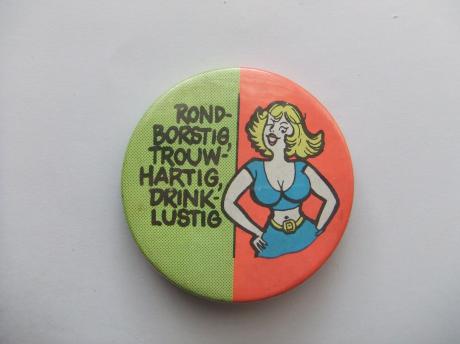 ROND-
BORSTIG,
TROUW-
HARTIG,
DRINK-
LUSTIG